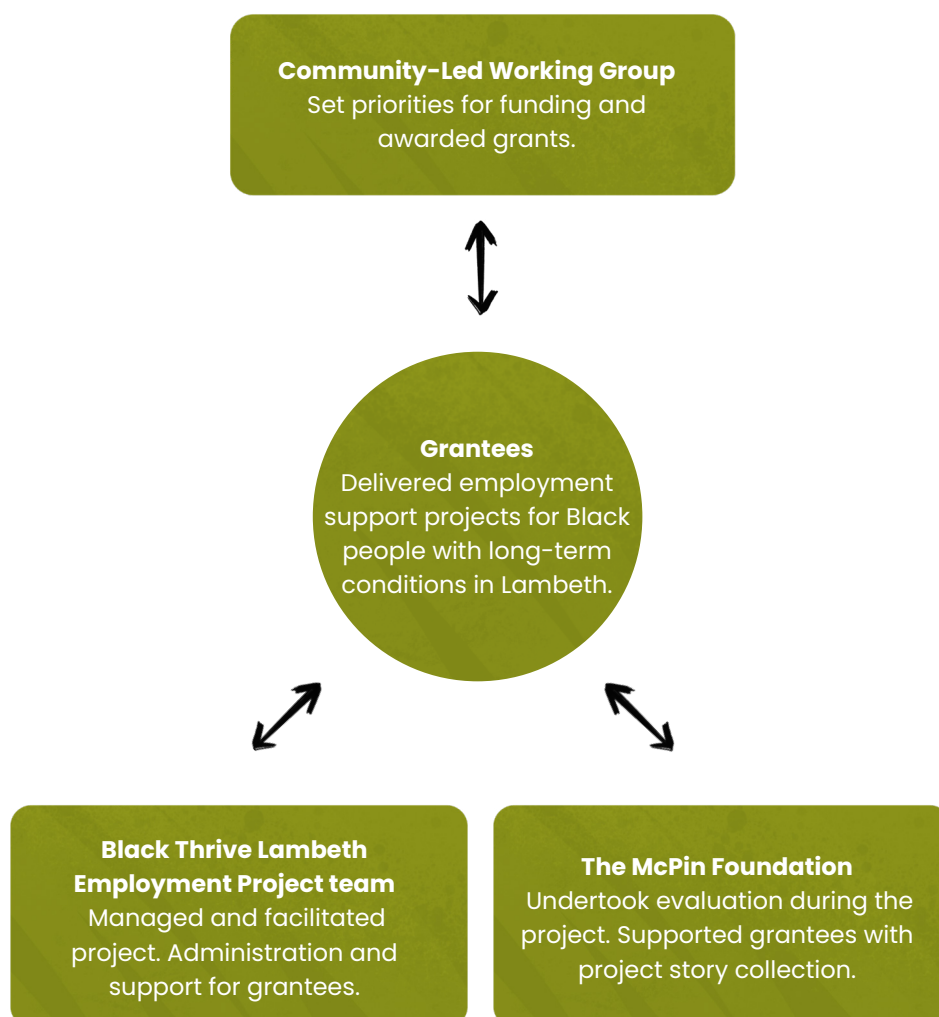 Community-Led Working Group
Set priorities for funding and
awarded grants.
Grantees
Delivered employment
support projects for Black
people with long-term
conditions in Lambeth.
Black Thrive Lambeth
Employment Project team
Managed and facilitated
project. Administration and
support for grantees.
The McPin Foundation
Undertook evaluation during the
project. Supported grantees with
project story collection.